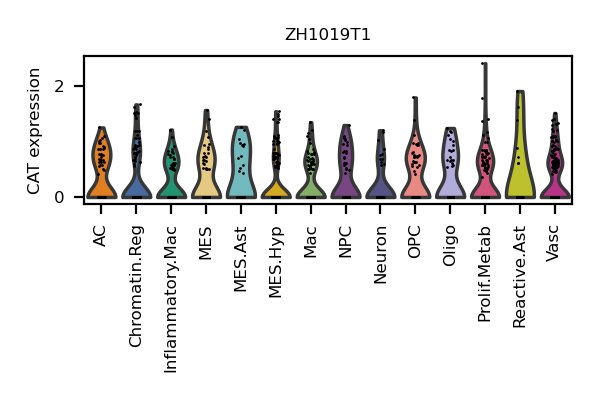 ZH1019T1
CAT expression
2
0
AC
Chromatin.Reg
Inflammatory.Mac
MES
MES.Ast
MES.Hyp
Mac
NPC
Neuron
OPC
Oligo
Prolif.Metab
Reactive.Ast
Vasc